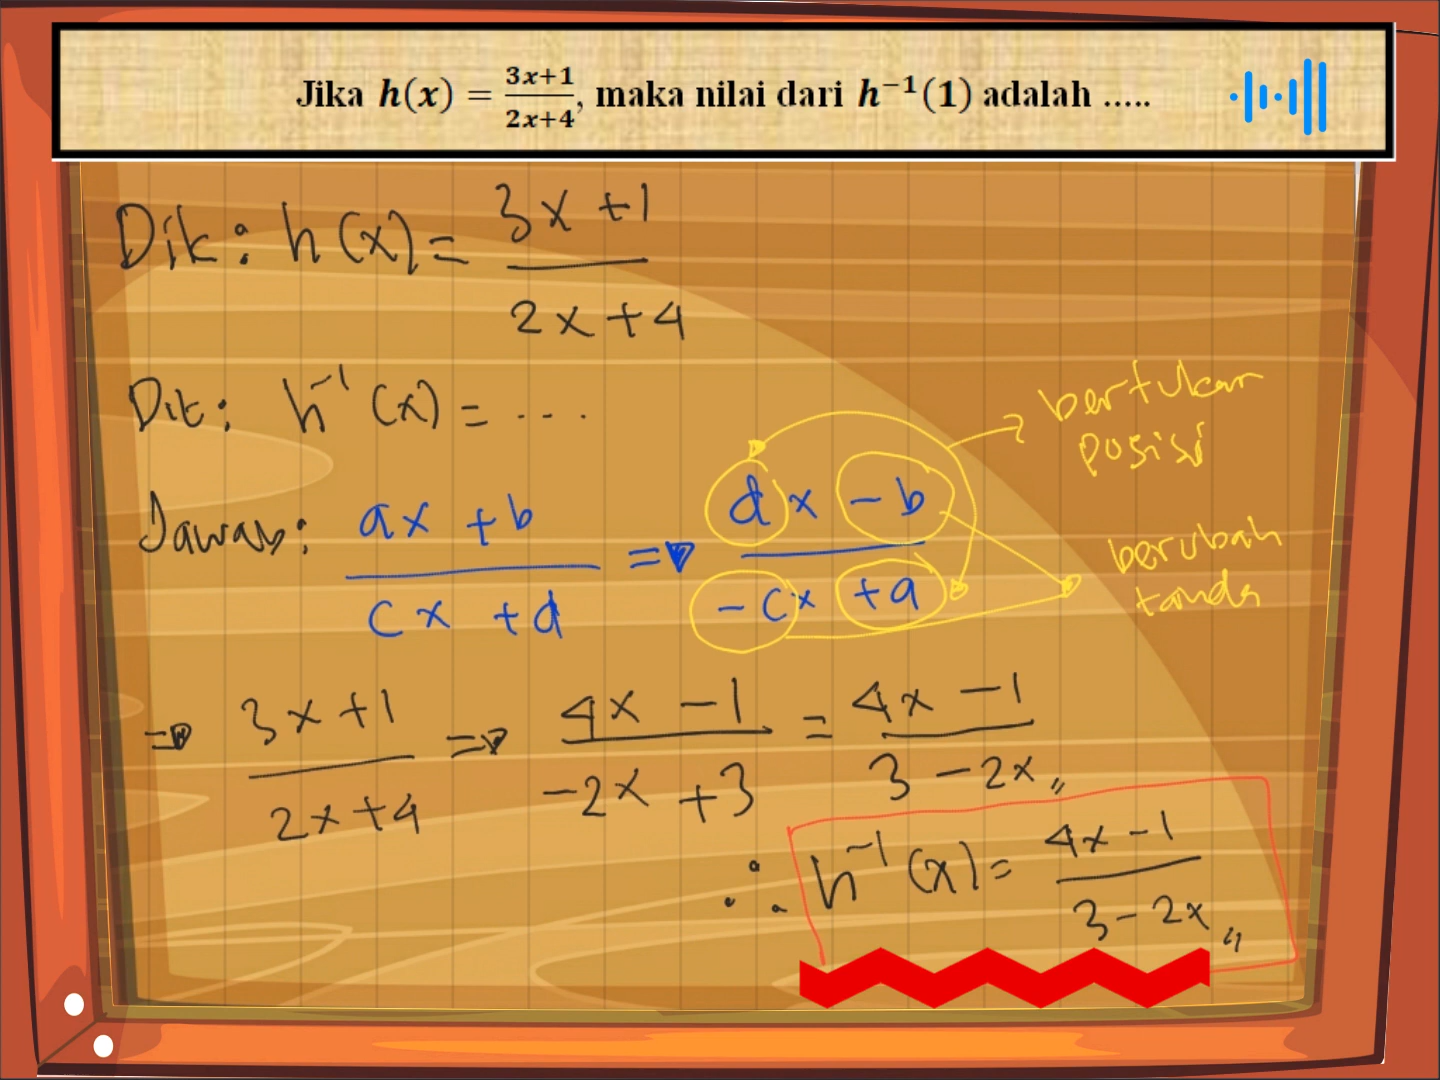 Jika h(x) = (3x+1)/(2x+4), maka nilai dari h⁻¹(1) adalah .....
Dik: h(x) = (3x+1)/(2x+4)
Dit: h⁻¹(x) = ...
bertukar
posisi
Jawab: (ax+b)/(cx+d) ⇒ (dx-b)/(-cx+a)
berubah
tanda
⇒ (3x+1)/(2x+4) ⇒ (4x-1)/(-2x+3) = (4x-1)/(3-2x)„
∴ h⁻¹(x) = (4x-1)/(3-2x)„